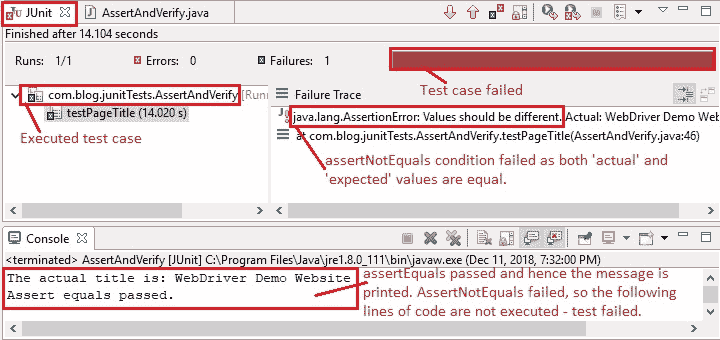 JUnit
AssertAndVerify.java
Finished after 14.104 seconds
Runs: 1/1
Errors: 0
Failures: 1
Test case failed
com.blog.junitTests.AssertAndVerify [Run
testPageTitle (14.020 s)
Executed test case
Failure Trace
java.lang.AssertionError: Values should be different. Actual: WebDriver Demo Web
at com.blog.junitTests.AssertAndVerify.testPageTitle(AssertAndVerify.java:46)
assertNotEquals condition failed as both 'actual' and
'expected' values are equal.
Console
<terminated> AssertAndVerify [JUnit] C:\Program Files\Java\jre1.8.0_111\bin\javaw.exe (Dec 11, 2018, 7:32:00 PM)
The actual title is: WebDriver Demo Website
Assert equals passed.
assertEquals passed and hence the message is
printed. AssertNotEquals failed, so the following
lines of code are not executed - test failed.